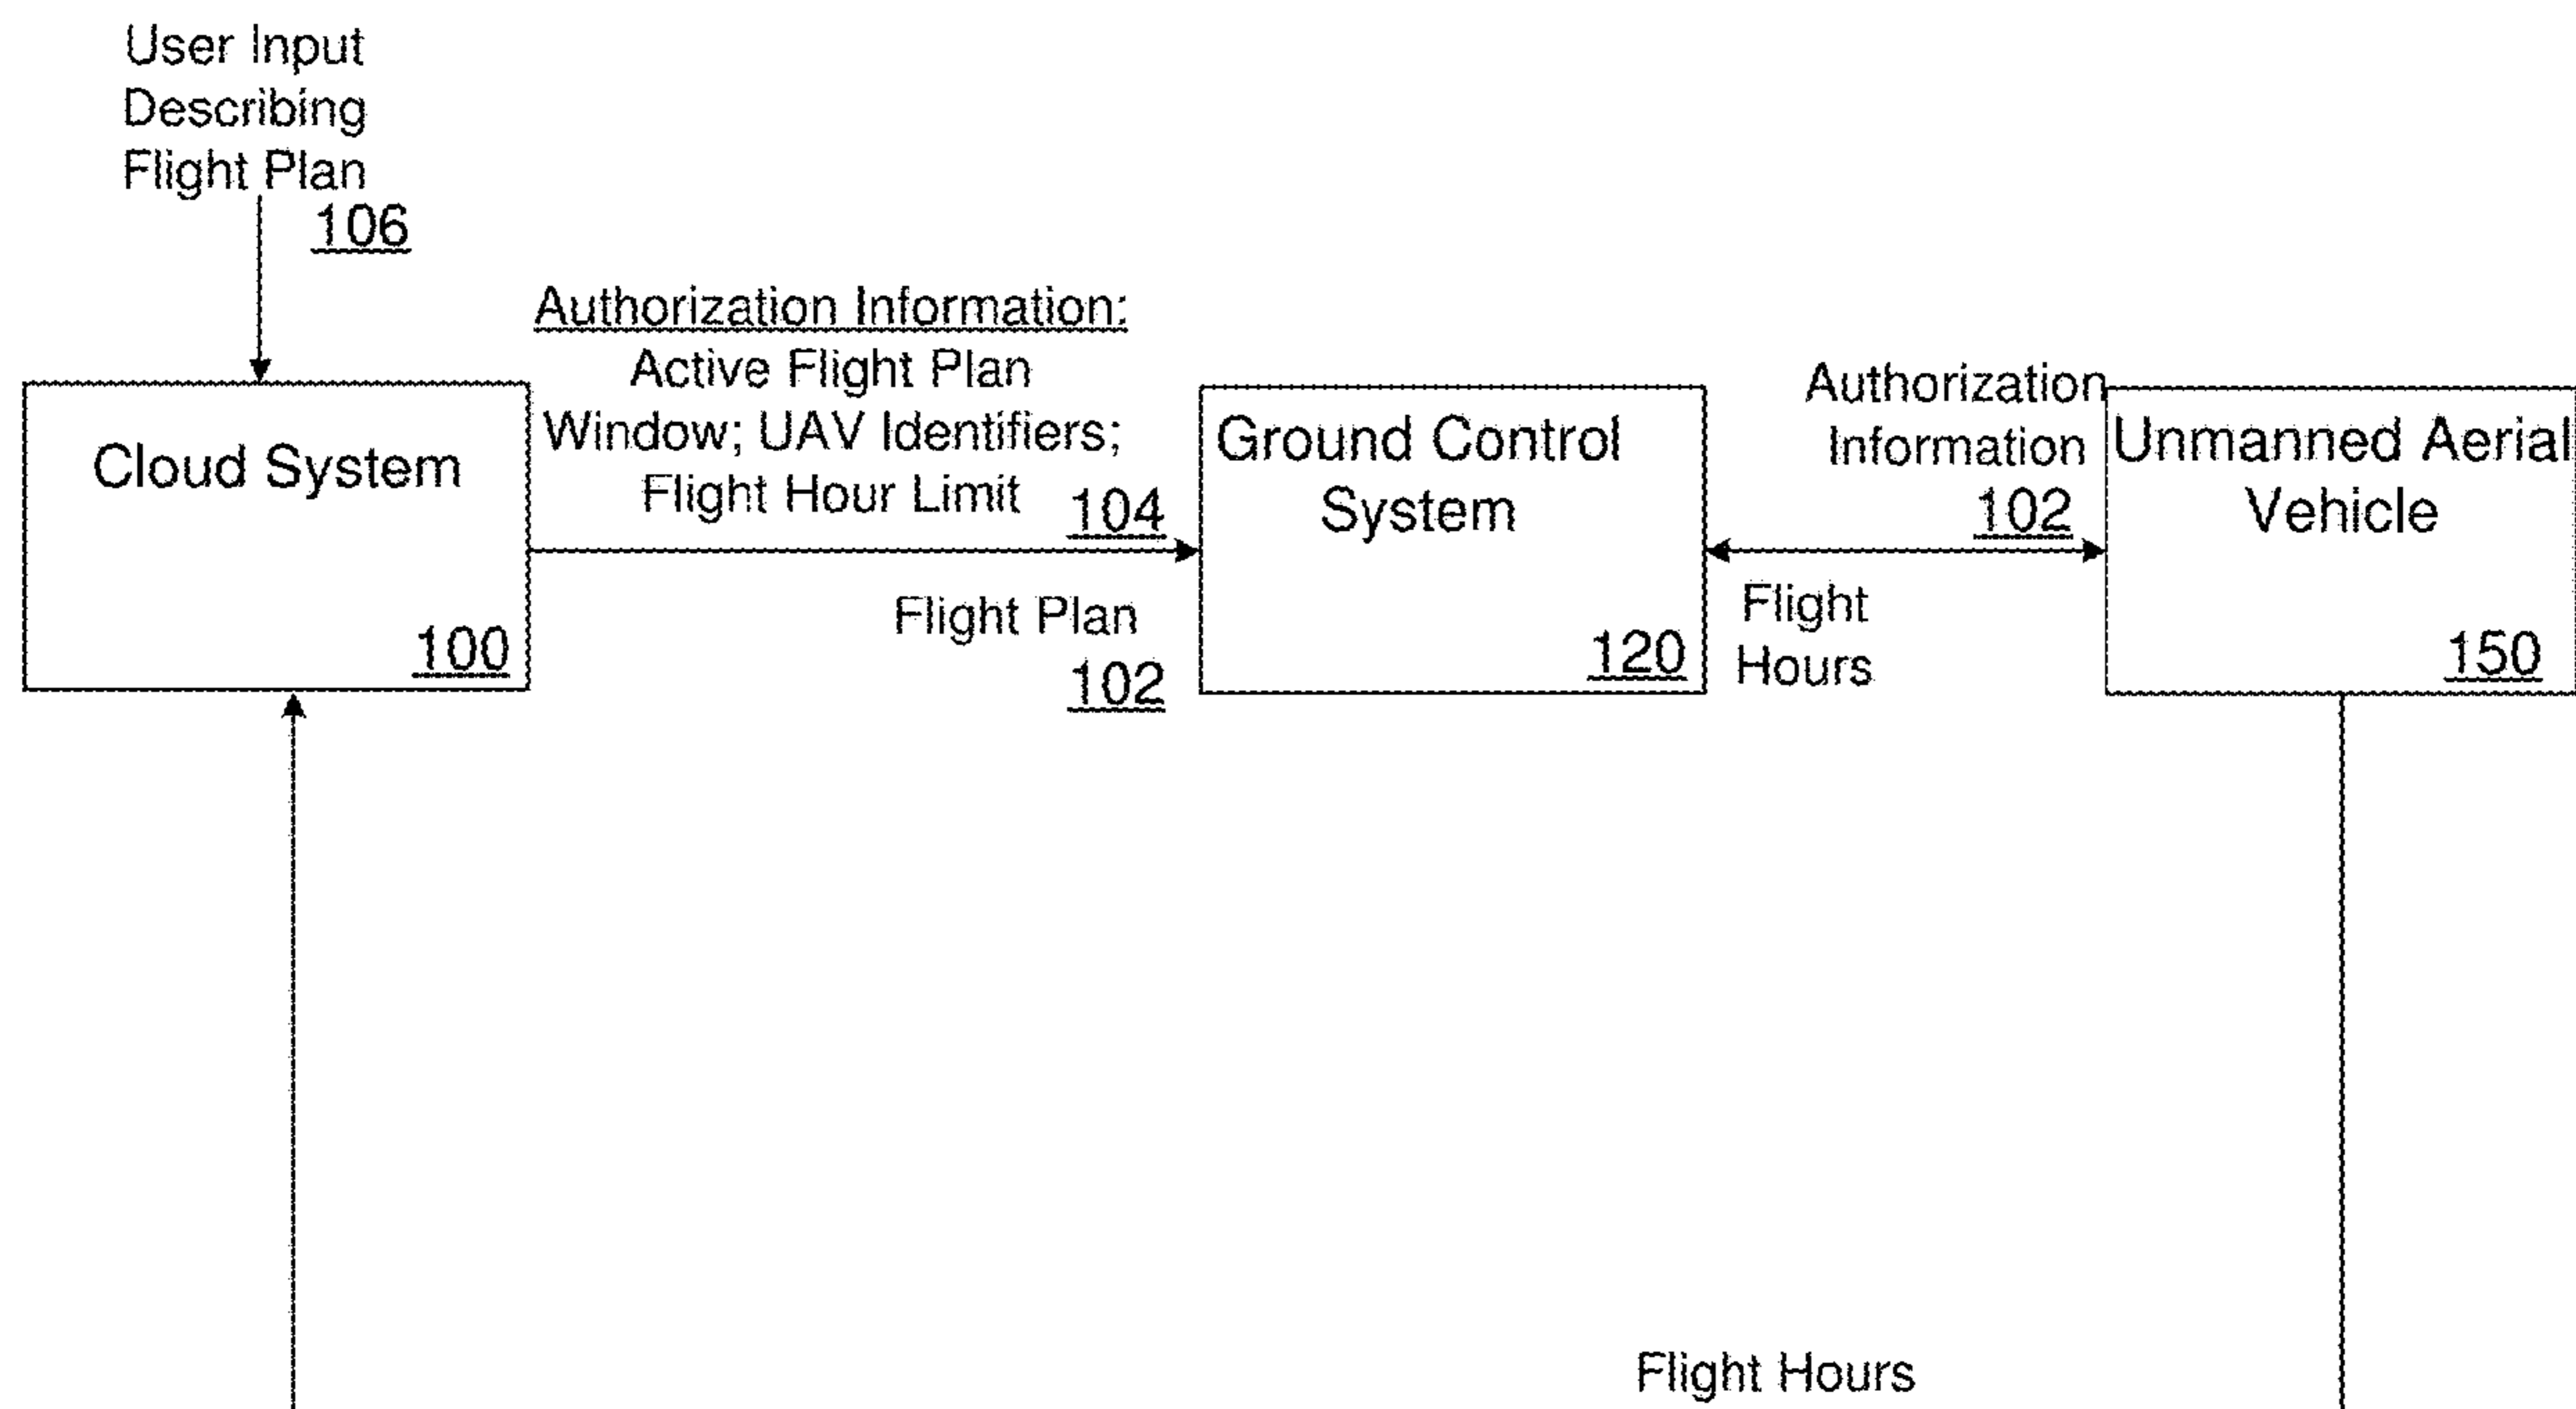 User Input
Describing
Flight Plan
106
Authorization Information:
Active Flight Plan
Window; UAV Identifiers;
Flight Hour Limit
104
Flight Plan
102
Cloud System
100
Ground Control
System
120
Authorization
Information
102
Flight
Hours
Unmanned Aerial
Vehicle
150
Flight Hours